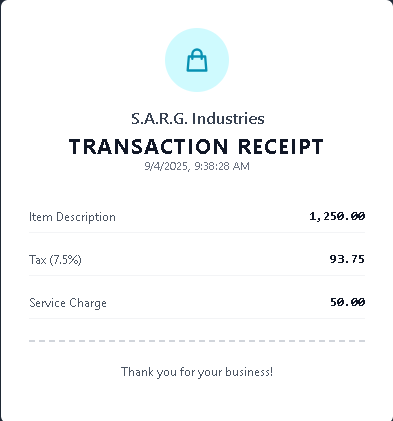 S.A.R.G. Industries
TRANSACTION RECEIPT
9/4/2025, 9:38:28 AM
Item Description 1,250.00
Tax (7.5%) 93.75
Service Charge 50.00
Thank you for your business!